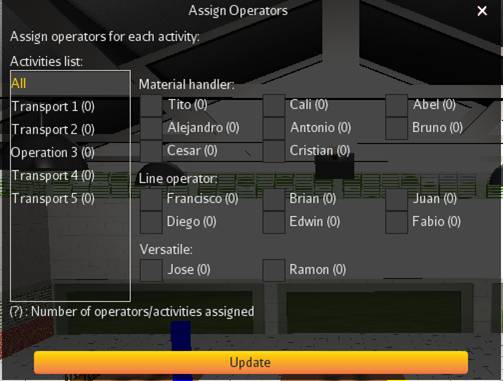 Assign Operators
Assign operators for each activity:
Activities list:
All
Transport 1 (0)
Transport 2 (0)
Operation 3 (0)
Transport 4 (0)
Transport 5 (0)
Material handler:
Tito (0) Cali (0) Abel (0)
Alejandro (0) Antonio (0) Bruno (0)
Cesar (0) Cristian (0)
Line operator:
Francisco (0) Brian (0) Juan (0)
Diego (0) Edwin (0) Fabio (0)
Versatile:
Jose (0) Ramon (0)
(?) : Number of operators/activities assigned
Update